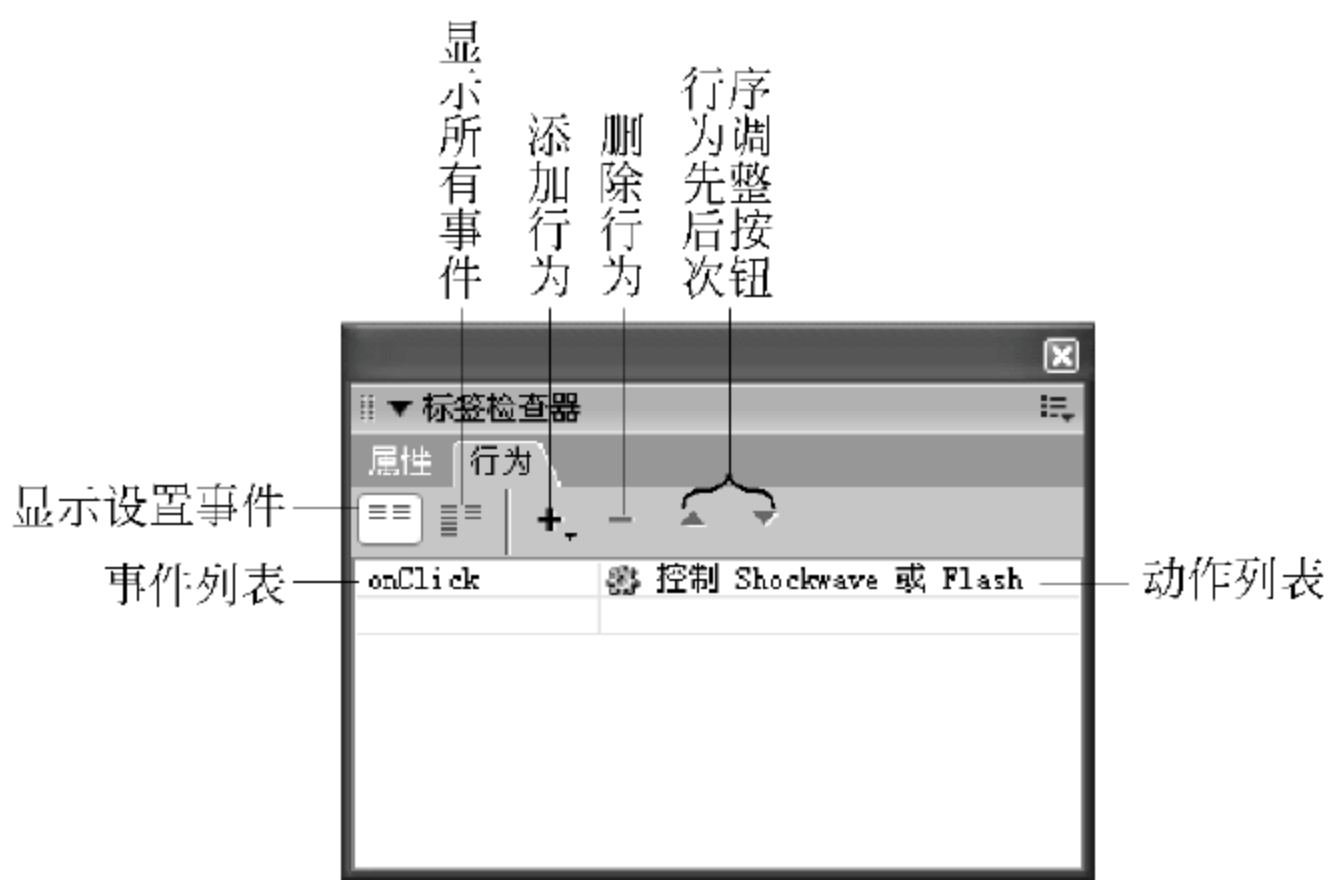 显示所有事件
添加行为
删除行为
行为先后次
序调整按钮
标签检查器
属性
行为
显示设置事件
事件列表
onClick
控制 Shockwave 或 Flash
动作列表